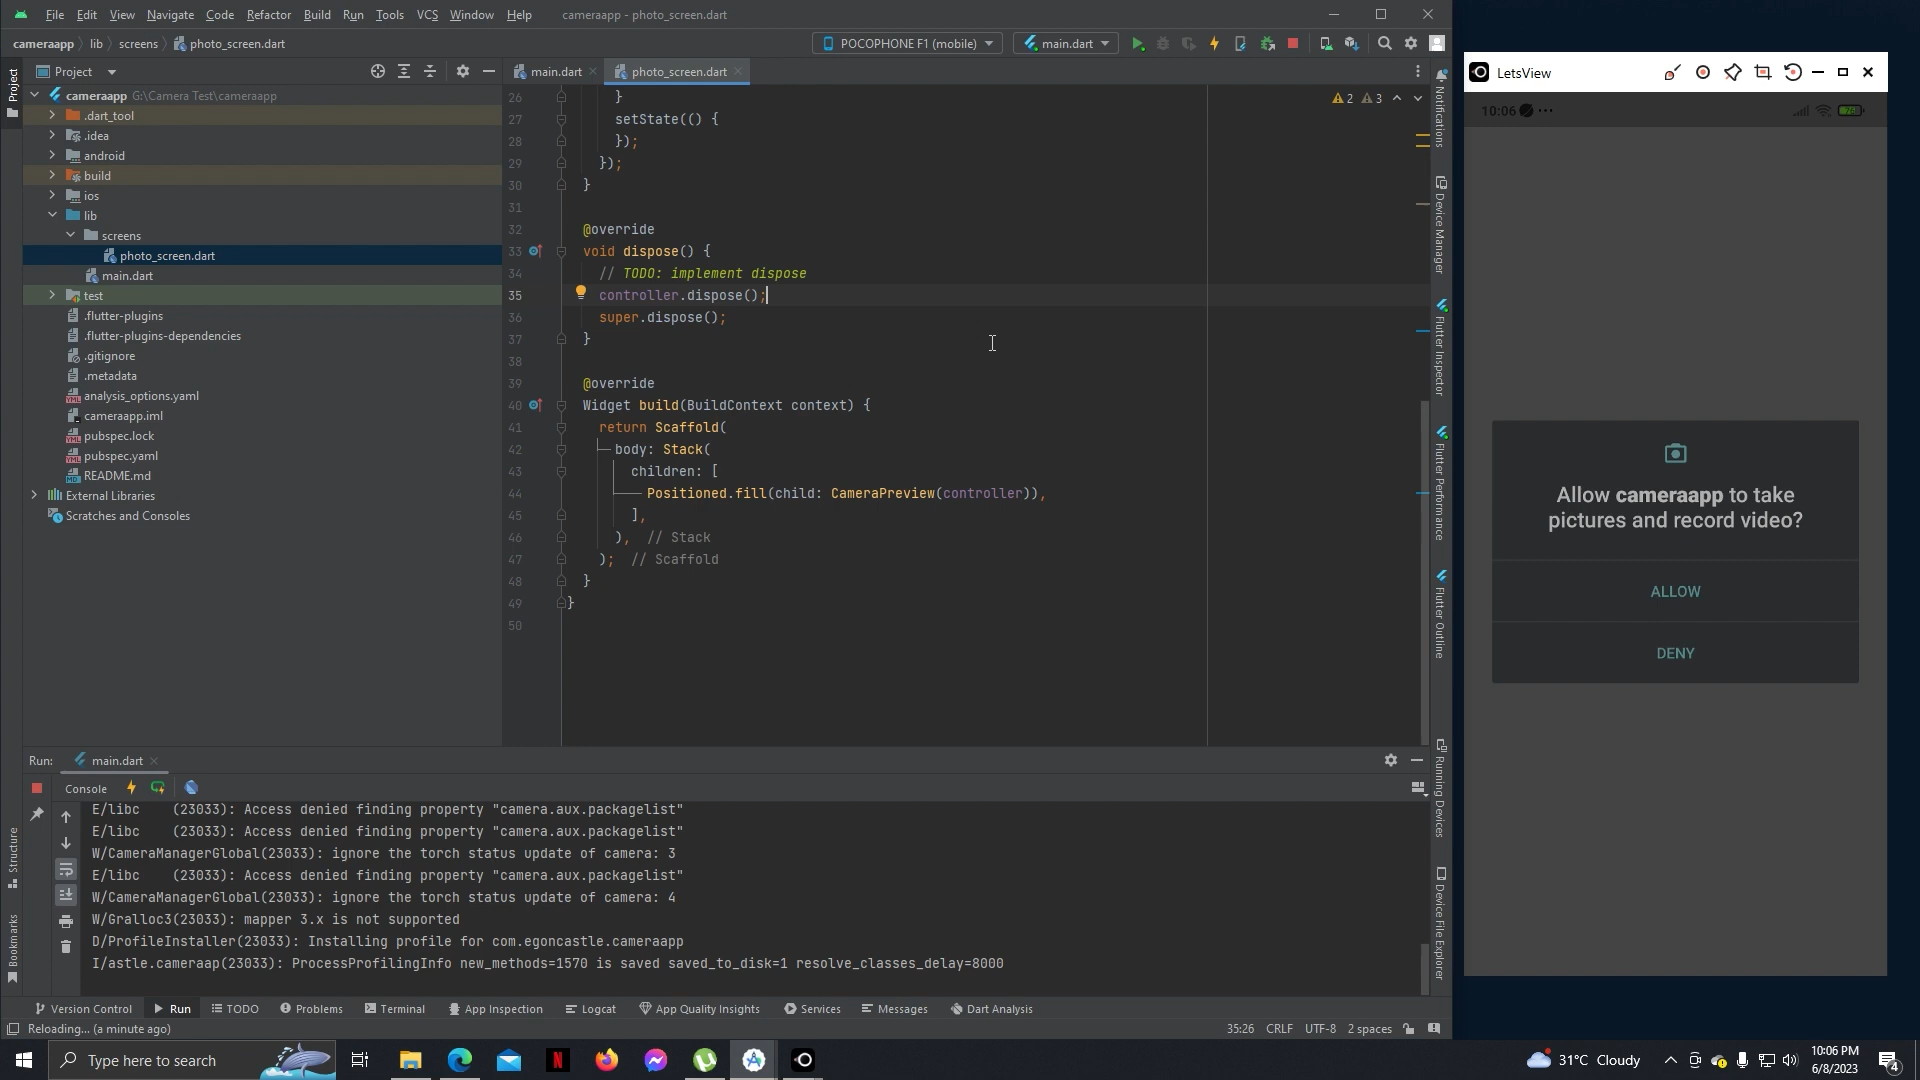 File Edit View Navigate Code Refactor Build Run Tools VCS Window Help cameraapp - photo_screen.dart
cameraapp lib screens photo_screen.dart
POCOPHONE F1 (mobile) main.dart
Project
main.dart photo_screen.dart
cameraapp G:\Camera Test\cameraapp
.dart_tool
.idea
android
build
ios
lib
screens
photo_screen.dart
main.dart
test
.flutter-plugins
.flutter-plugins-dependencies
.gitignore
.metadata
analysis_options.yaml
cameraapp.iml
pubspec.lock
pubspec.yaml
README.md
External Libraries
Scratches and Consoles
Project
Structure
Bookmarks
2 3
26 }
27 setState(() {
28 });
29 });
30 }
31
32 @override
33 void dispose() {
34 // TODO: implement dispose
35 controller.dispose();
36 super.dispose();
37 }
38
39 @override
40 Widget build(BuildContext context) {
41 return Scaffold(
42 body: Stack(
43 children: [
44 Positioned.fill(child: CameraPreview(controller)),
45 ],
46 ), // Stack
47 ); // Scaffold
48 }
49 }
50
Notifications
Device Manager
Flutter Inspector
Flutter Performance
Flutter Outline
Running Devices
Device File Explorer
Run: main.dart
Console
E/libc (23033): Access denied finding property "camera.aux.packagelist"
E/libc (23033): Access denied finding property "camera.aux.packagelist"
W/CameraManagerGlobal(23033): ignore the torch status update of camera: 3
E/libc (23033): Access denied finding property "camera.aux.packagelist"
W/CameraManagerGlobal(23033): ignore the torch status update of camera: 4
W/Gralloc3(23033): mapper 3.x is not supported
D/ProfileInstaller(23033): Installing profile for com.egoncastle.cameraapp
I/astle.cameraap(23033): ProcessProfilingInfo new_methods=1570 is saved saved_to_disk=1 resolve_classes_delay=8000
Version Control Run TODO Problems Terminal App Inspection Logcat App Quality Insights Services Messages Dart Analysis
Reloading... (a minute ago)
35:26 CRLF UTF-8 2 spaces
LetsView
10:06
Allow cameraapp to take
pictures and record video?
ALLOW
DENY
Type here to search
31°C Cloudy
10:06 PM
6/8/2023
4